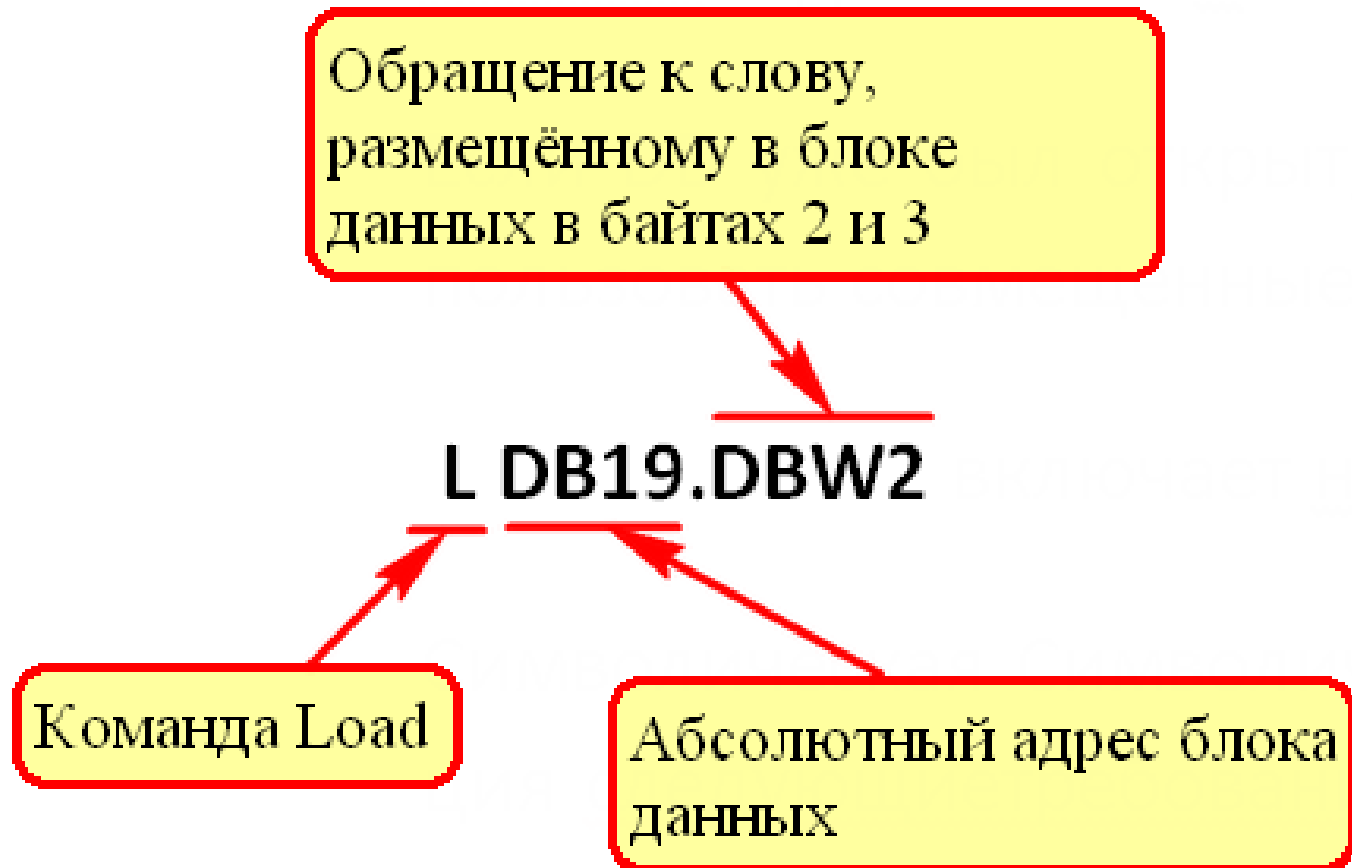 Обращение к слову,
размещённому в блоке
данных в байтах 2 и 3
L DB19.DBW2
Команда Load
Абсолютный адрес блока
данных